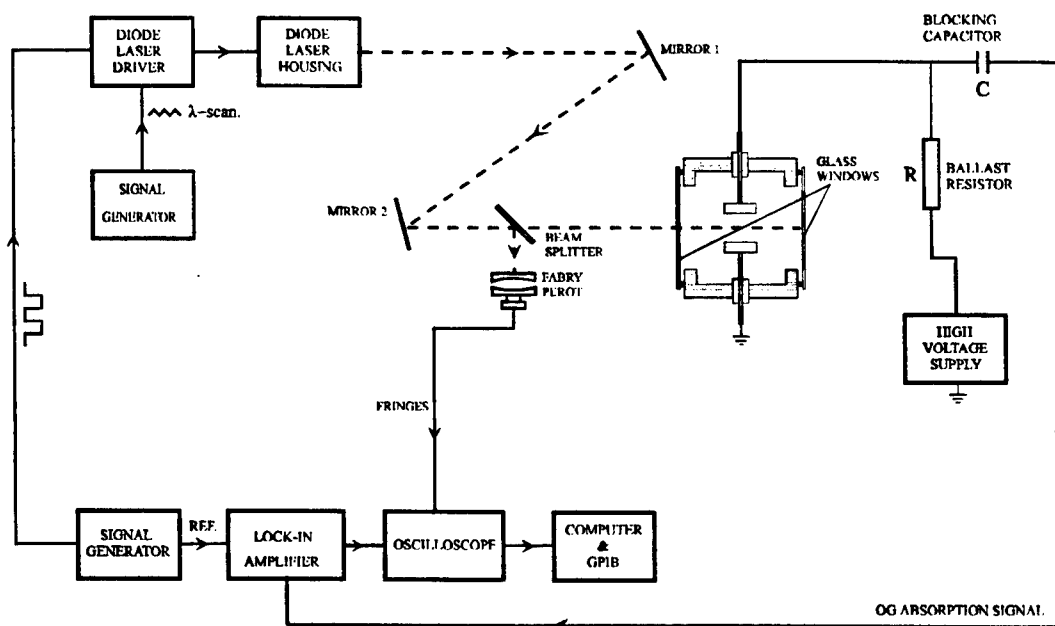 DIODE
LASER
DRIVER
DIODE
LASER
HOUSING
MIRROR 1
BLOCKING
CAPACITOR
C
λ-scan.
SIGNAL
GENERATOR
GLASS
WINDOWS
R
BALLAST
RESISTOR
MIRROR 2
BEAM
SPLITTER
FABRY
PEROT
HIGH
VOLTAGE
SUPPLY
FRINGES
SIGNAL
GENERATOR
REF.
LOCK-IN
AMPLIFIER
OSCILLOSCOPE
COMPUTER
&
GPIB
OG ABSORPTION SIGNAL